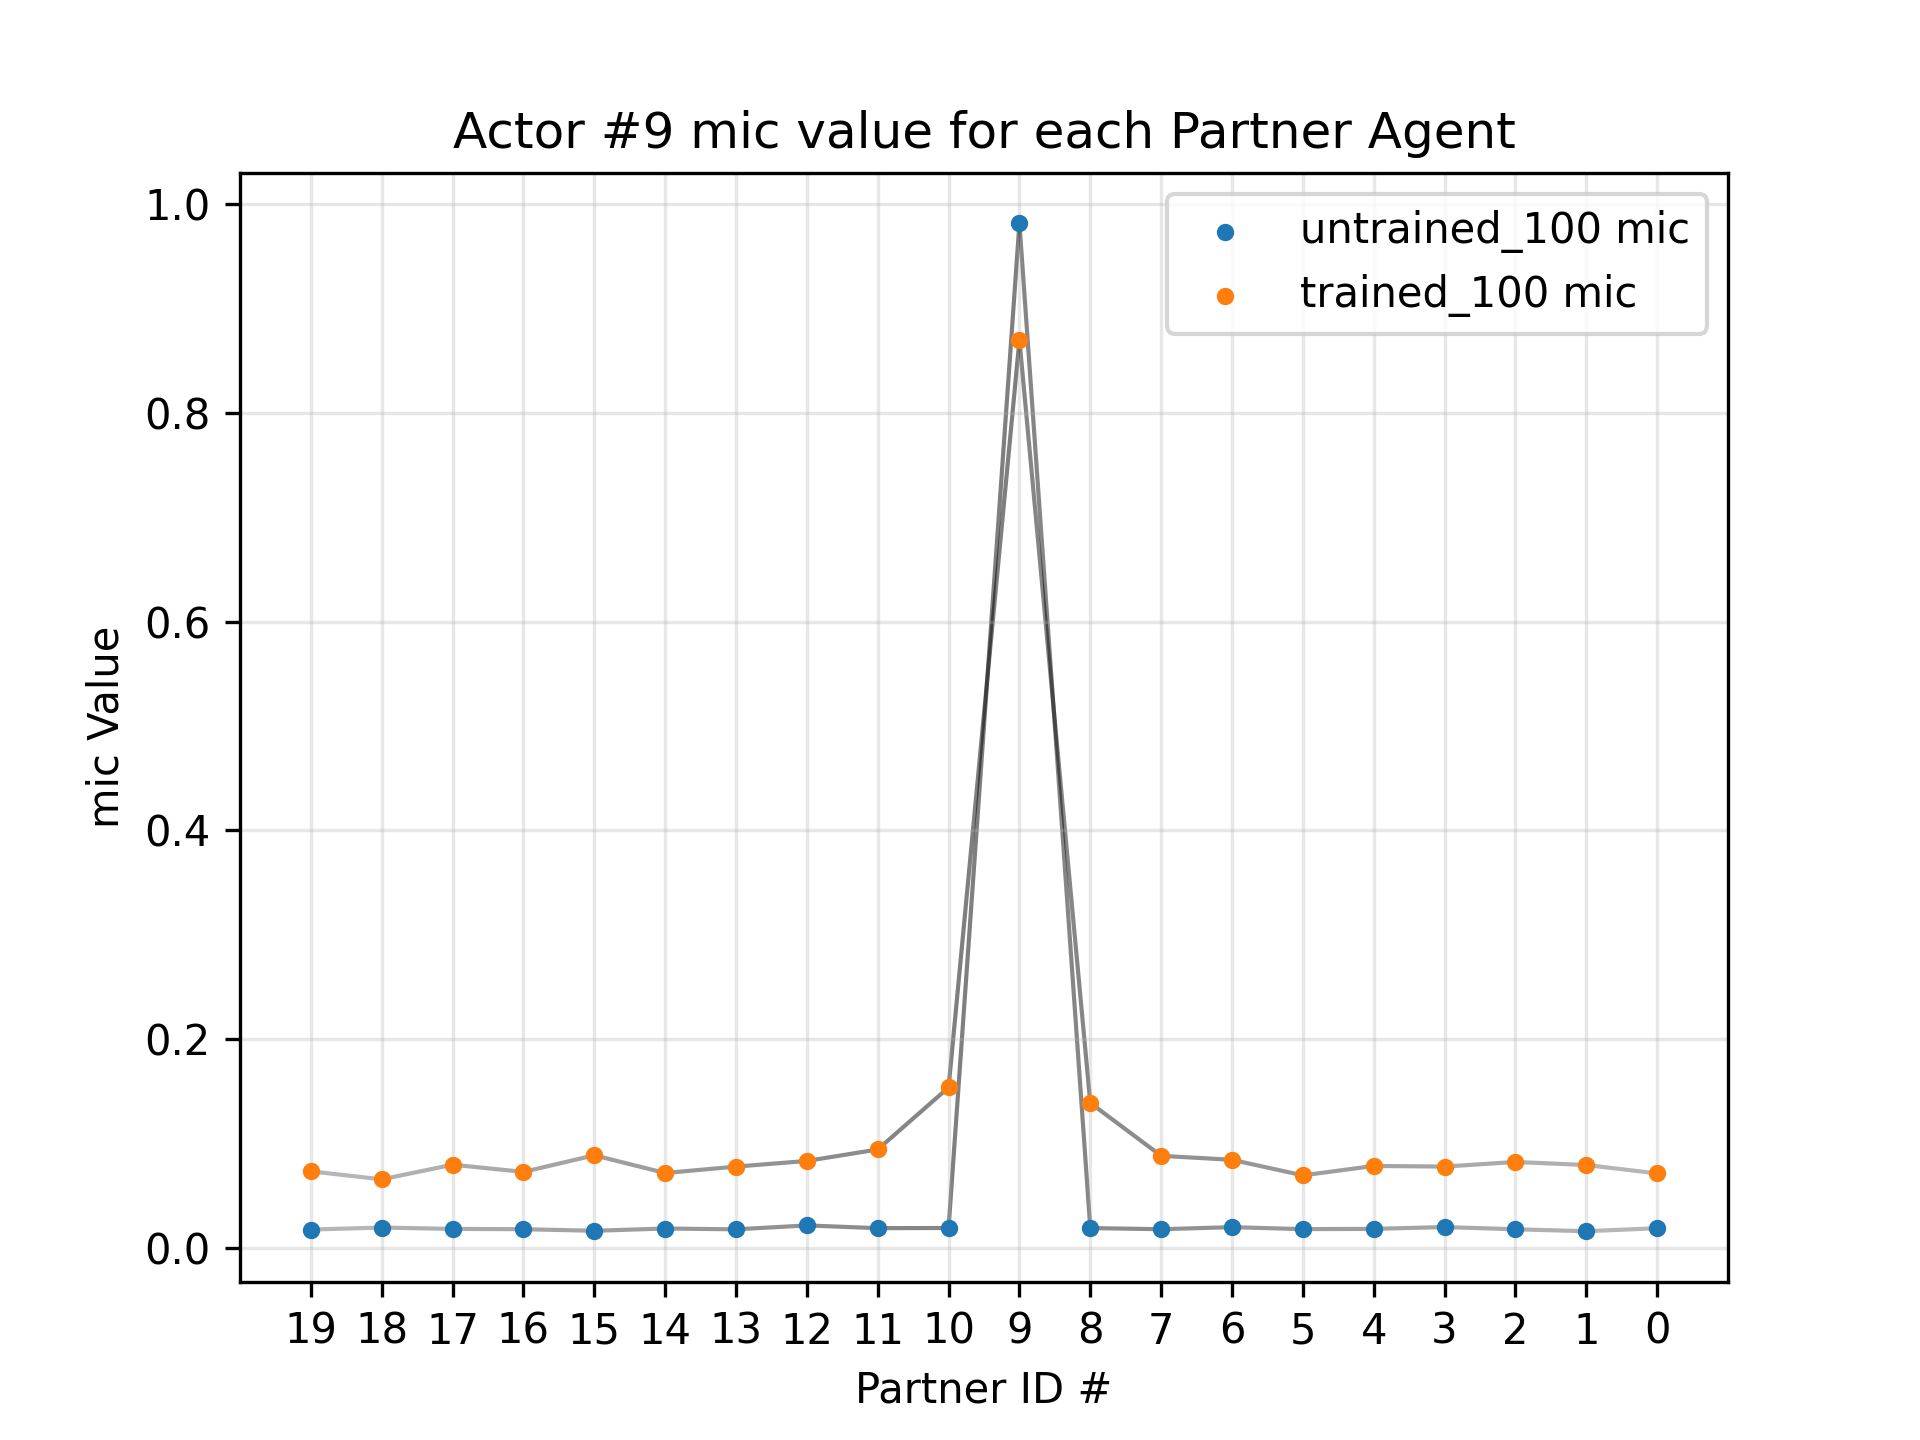 Actor #9 mic value for each Partner Agent
untrained_100 mic
trained_100 mic
mic Value
1.0
0.8
0.6
0.4
0.2
0.0
19 18 17 16 15 14 13 12 11 10 9 8 7 6 5 4 3 2 1 0
Partner ID #